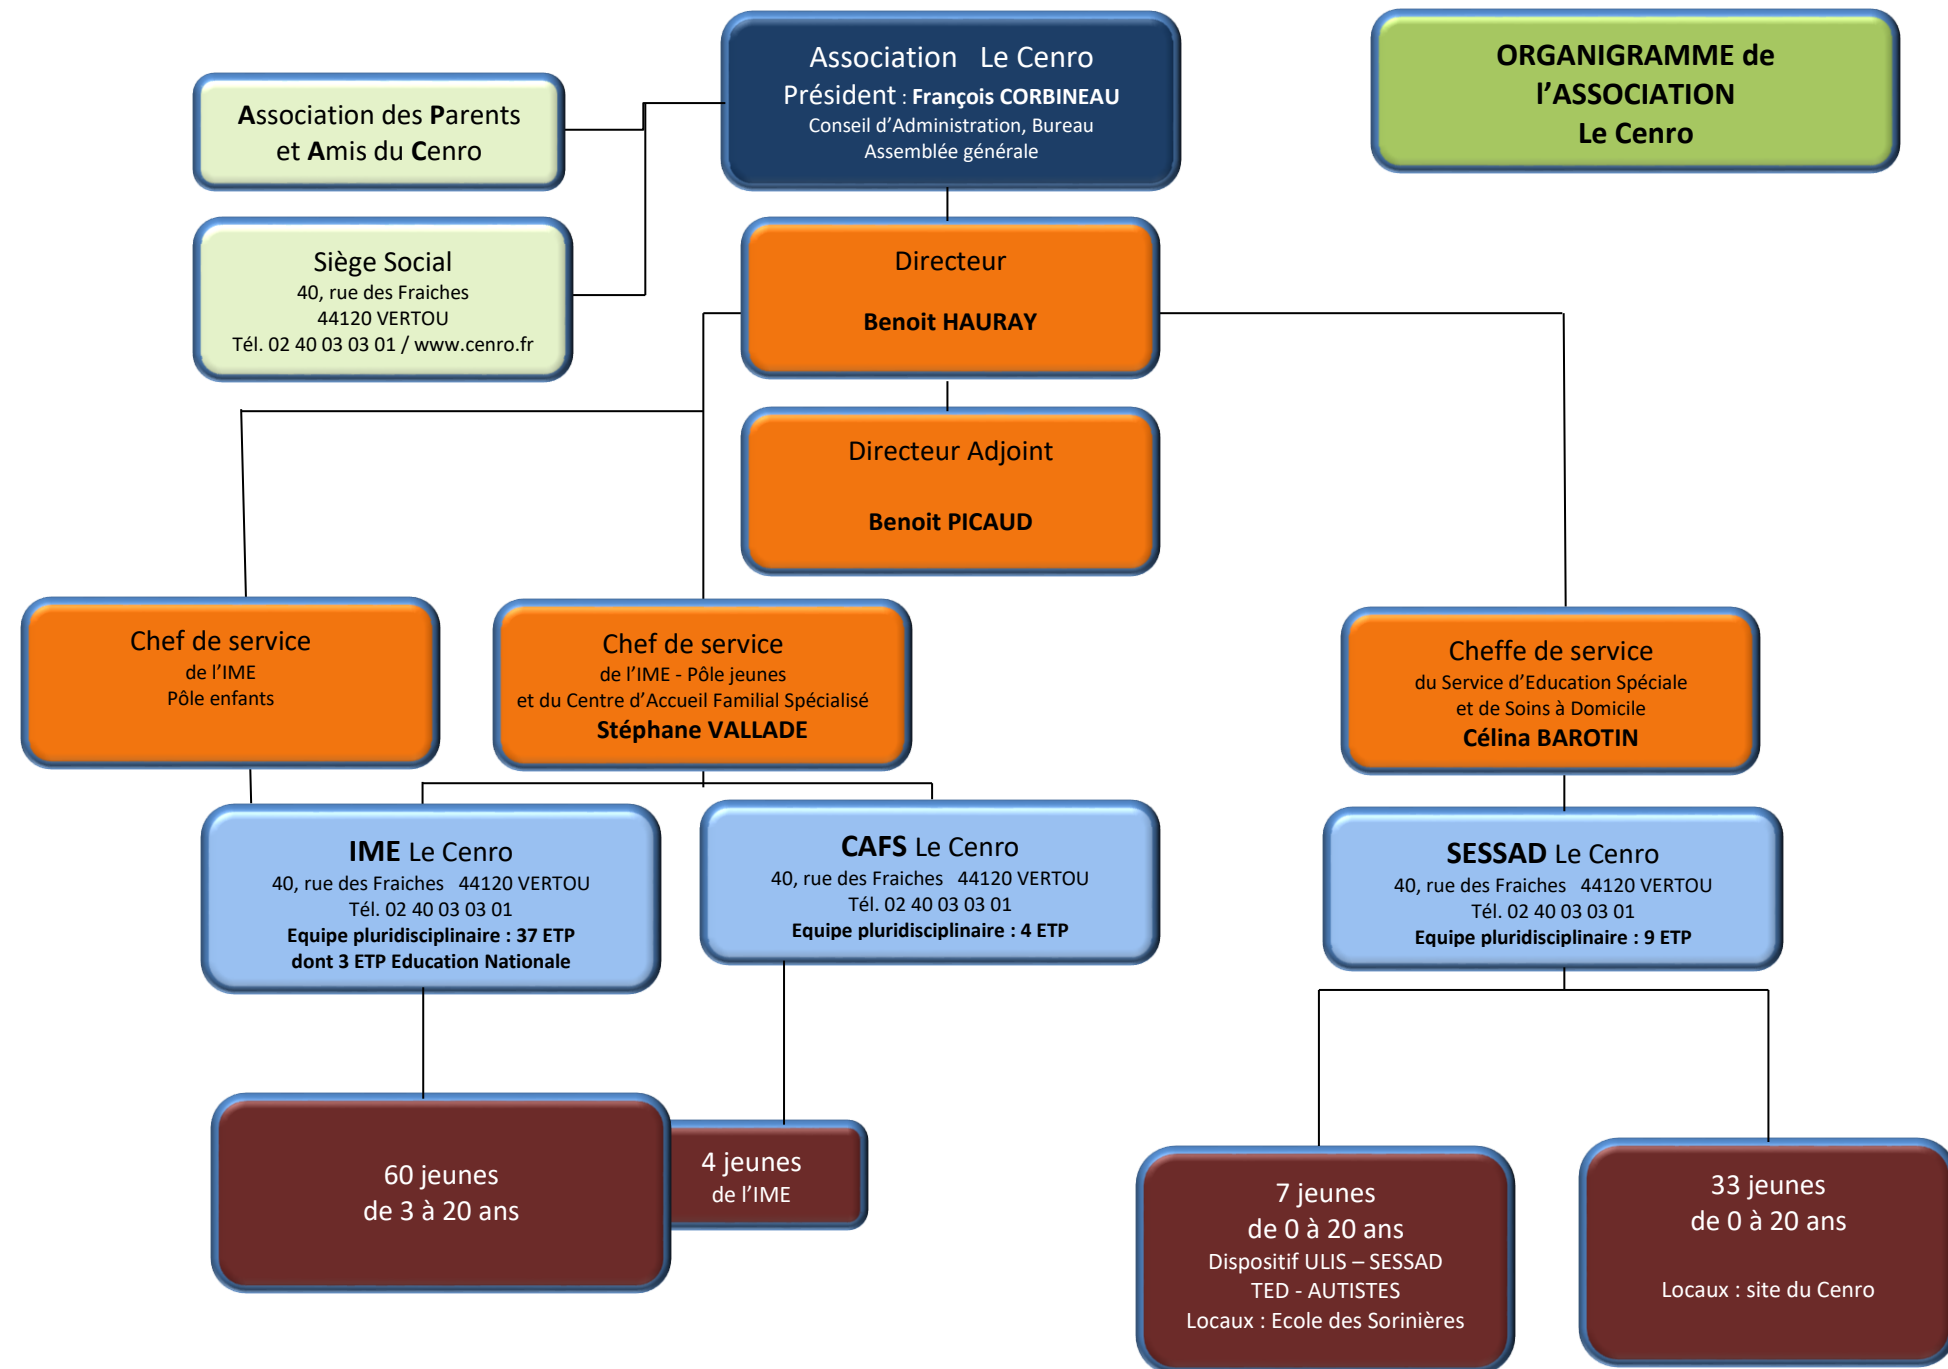 Association Le Cenro
Président : François CORBINEAU
Conseil d'Administration, Bureau
Assemblée générale
ORGANIGRAMME de
l'ASSOCIATION
Le Cenro
Association des Parents
et Amis du Cenro
Siège Social
40, rue des Fraiches
44120 VERTOU
Tél. 02 40 03 03 01 / www.cenro.fr
Directeur
Benoit HAURAY
Directeur Adjoint
Benoit PICAUD
Chef de service
de l'IME
Pôle enfants
Chef de service
de l'IME - Pôle jeunes
et du Centre d'Accueil Familial Spécialisé
Stéphane VALLADE
Cheffe de service
du Service d'Education Spéciale
et de Soins à Domicile
Célina BAROTIN
IME Le Cenro
40, rue des Fraiches 44120 VERTOU
Tél. 02 40 03 03 01
Equipe pluridisciplinaire : 37 ETP
dont 3 ETP Education Nationale
CAFS Le Cenro
40, rue des Fraiches 44120 VERTOU
Tél. 02 40 03 03 01
Equipe pluridisciplinaire : 4 ETP
SESSAD Le Cenro
40, rue des Fraiches 44120 VERTOU
Tél. 02 40 03 03 01
Equipe pluridisciplinaire : 9 ETP
60 jeunes
de 3 à 20 ans
4 jeunes
de l'IME
7 jeunes
de 0 à 20 ans
Dispositif ULIS – SESSAD
TED - AUTISTES
Locaux : Ecole des Sorinières
33 jeunes
de 0 à 20 ans
Locaux : site du Cenro